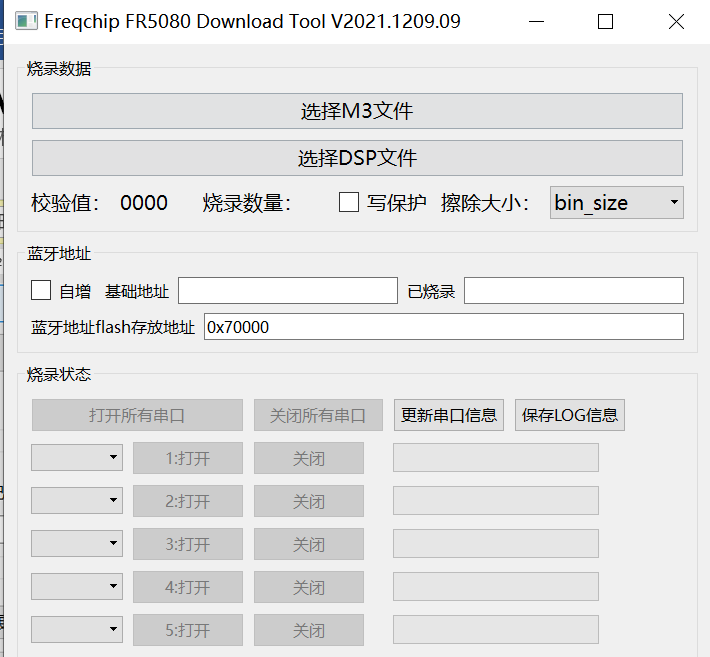 Freqchip FR5080 Download Tool V2021.1209.09
烧录数据
选择M3文件
选择DSP文件
校验值： 0000 烧录数量： 写保护 擦除大小： bin_size
蓝牙地址
自增 基础地址 已烧录
蓝牙地址flash存放地址 0x70000
烧录状态
打开所有串口 关闭所有串口 更新串口信息 保存LOG信息
1:打开 关闭
2:打开 关闭
3:打开 关闭
4:打开 关闭
5:打开 关闭